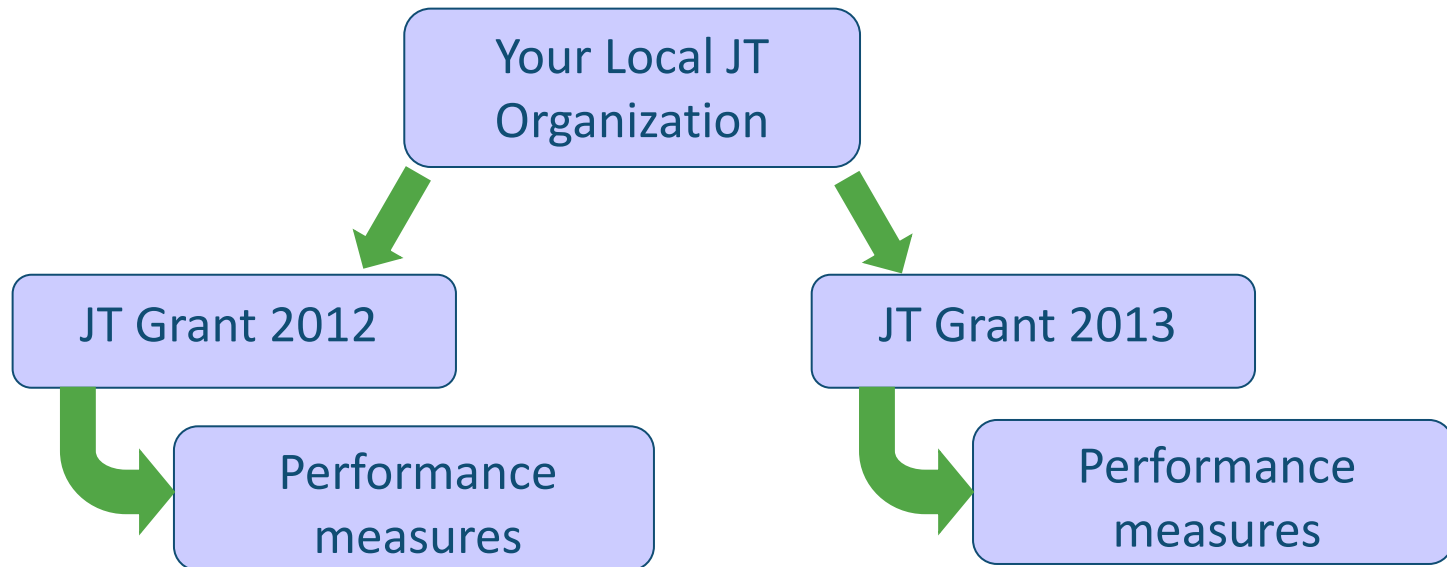 Your Local JT
Organization
JT Grant 2012
JT Grant 2013
Performance
measures
Performance
measures